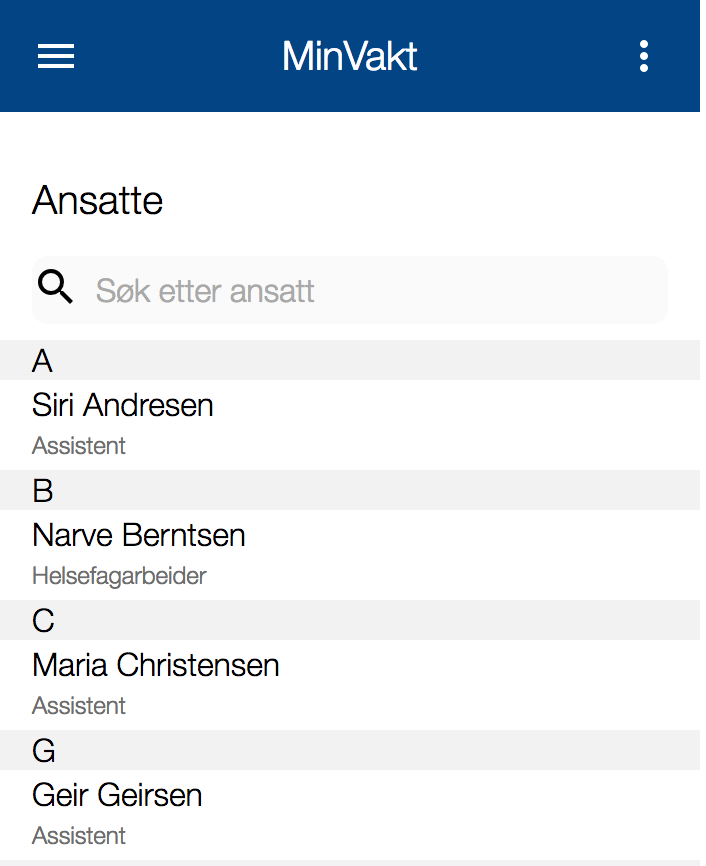 MinVakt
Ansatte
Søk etter ansatt
A
Siri Andresen
Assistent
B
Narve Berntsen
Helsefagarbeider
C
Maria Christensen
Assistent
G
Geir Geirsen
Assistent